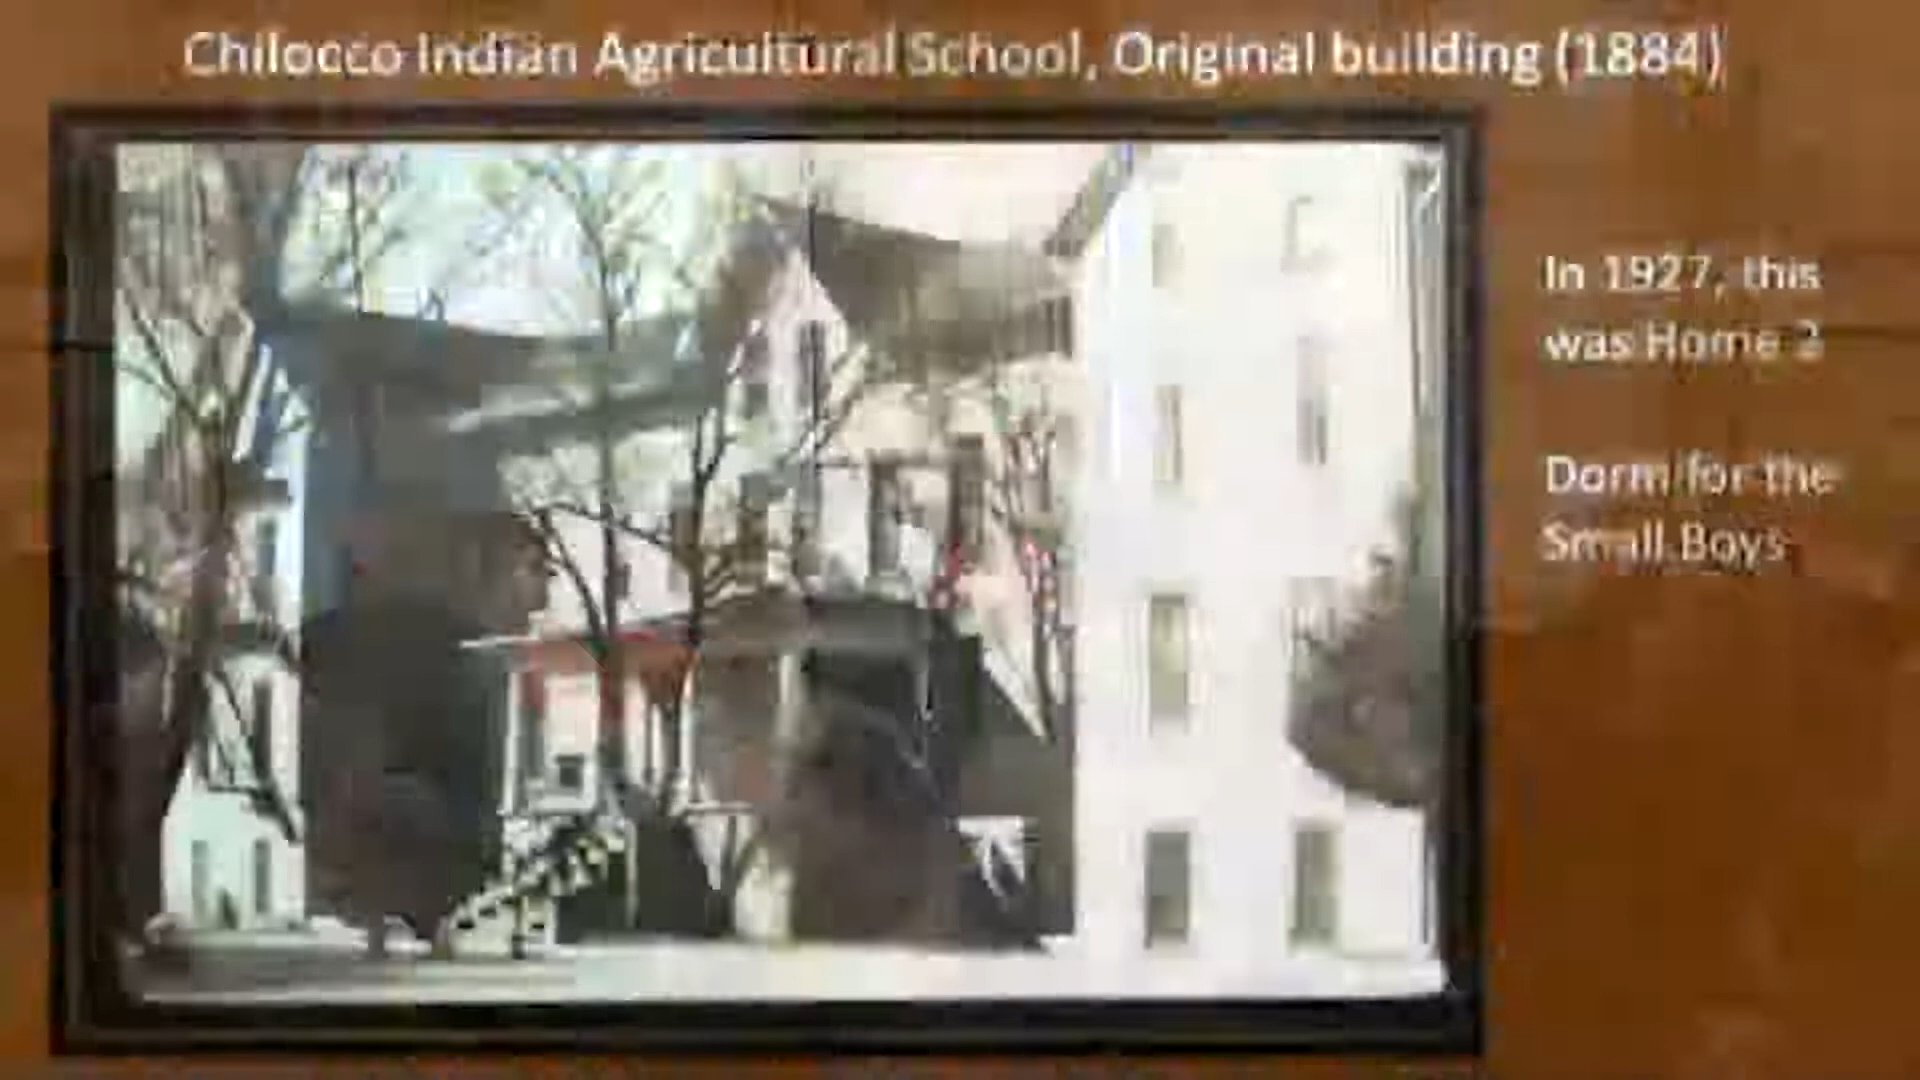 Chilocco Indian Agricultural School, Original building (1884)
In 1927, this
was Home 2
Dorm for the
Small Boys